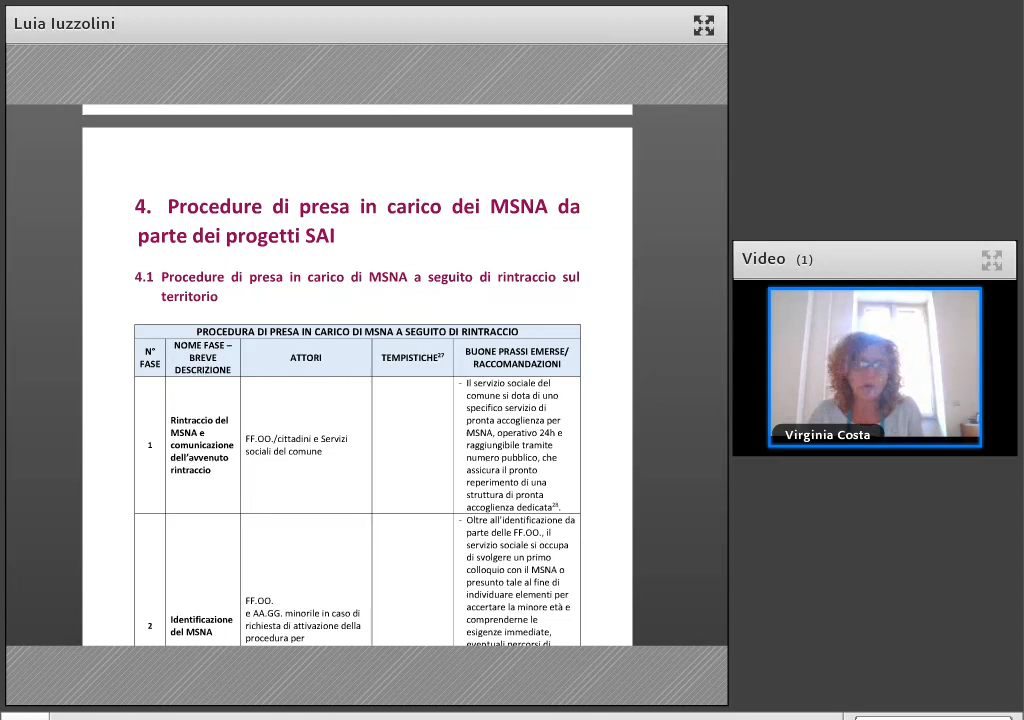 Luia Iuzzolini
4. Procedure di presa in carico dei MSNA da
parte dei progetti SAI
4.1 Procedure di presa in carico di MSNA a seguito di rintraccio sul
territorio
PROCEDURA DI PRESA IN CARICO DI MSNA A SEGUITO DI RINTRACCIO
N°
FASE
NOME FASE –
BREVE
DESCRIZIONE
ATTORI
TEMPISTICHE27
BUONE PRASSI EMERSE/
RACCOMANDAZIONI
1
Rintraccio del
MSNA e
comunicazione
dell'avvenuto
rintraccio
FF.OO./cittadini e Servizi
sociali del comune
- Il servizio sociale del
comune si dota di uno
specifico servizio di
pronta accoglienza per
MSNA, operativo 24h e
raggiungibile tramite
numero pubblico, che
assicura il pronto
reperimento di una
struttura di pronta
accoglienza dedicata28.
2
Identificazione
del MSNA
FF.OO.
e AA.GG. minorile in caso di
richiesta di attivazione della
procedura per
- Oltre all'identificazione da
parte delle FF.OO., il
servizio sociale si occupa
di svolgere un primo
colloquio con il MSNA o
presunto tale al fine di
individuare elementi per
accertare la minore età e
comprenderne le
esigenze immediate,
eventuali percorsi di
Video (1)
Virginia Costa